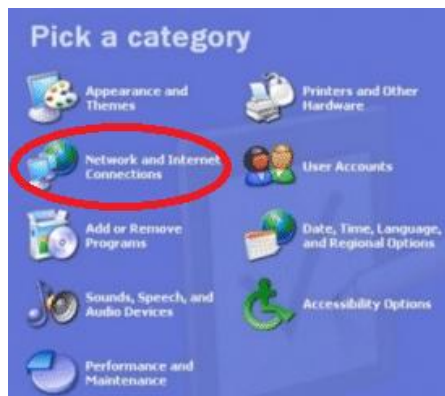 Pick a category
Appearance and
Themes
Printers and Other
Hardware
Network and Internet
Connections
User Accounts
Add or Remove
Programs
Date, Time, Language,
and Regional Options
Sounds, Speech, and
Audio Devices
Accessibility Options
Performance and
Maintenance